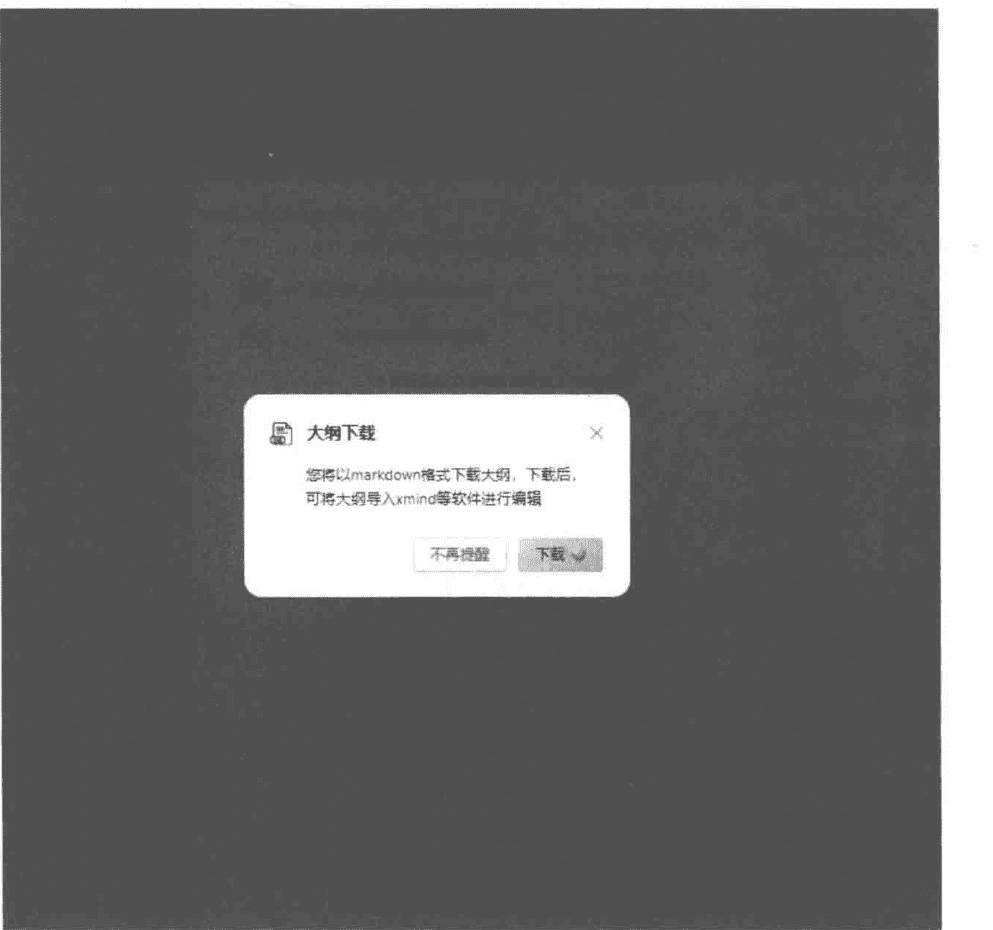 大纲下载
您将以markdown格式下载大纲，下载后，
可将大纲导入xmind等软件进行编辑
不再提醒
下载